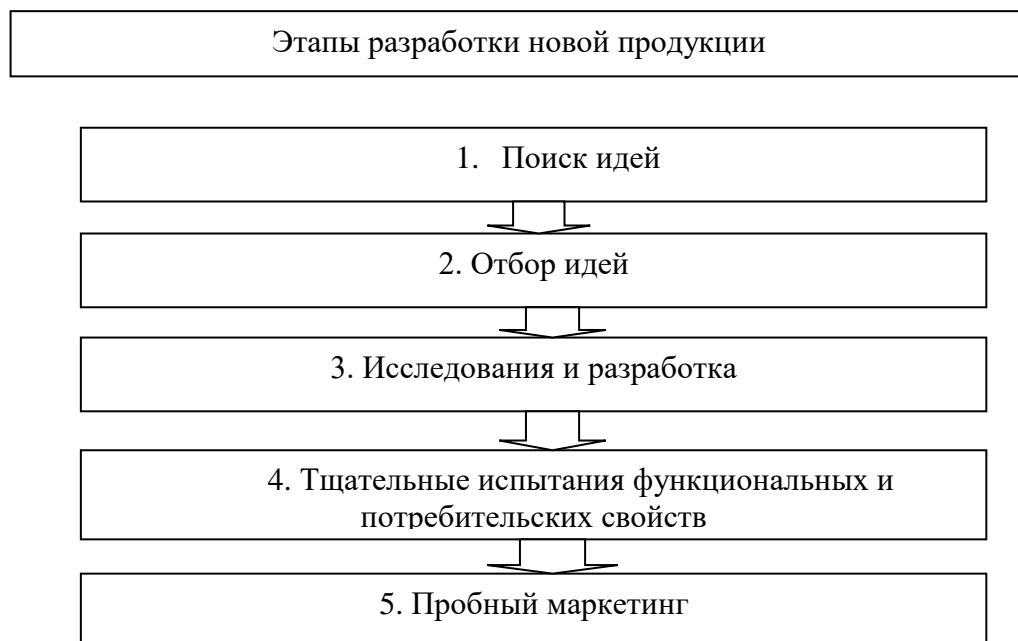 Этапы разработки новой продукции
1. Поиск идей
2. Отбор идей
3. Исследования и разработка
4. Тщательные испытания функциональных и
потребительских свойств
5. Пробный маркетинг